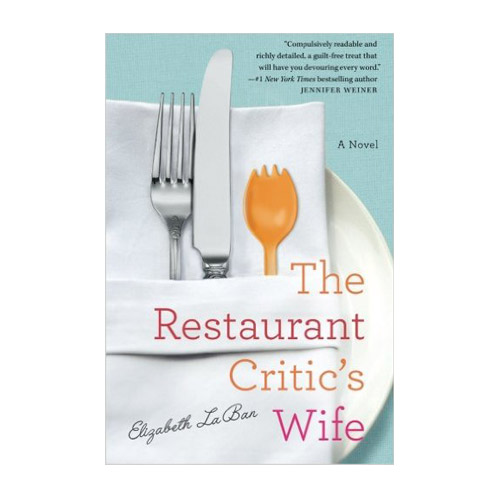 "Compulsively readable and
richly detailed, a guilt-free treat that
will have you devouring every word."
—#1 New York Times bestselling author
JENNIFER WEINER
A Novel
The
Restaurant
Critic's
Wife
Elizabeth LaBan